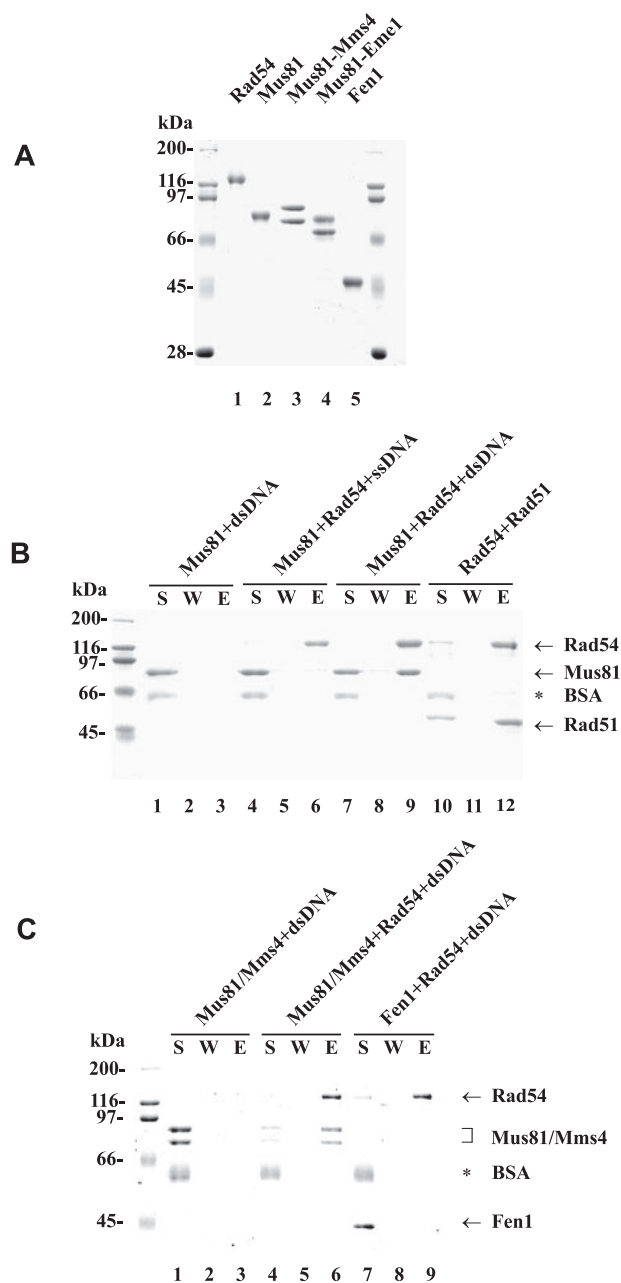 A
Rad54
Mus81
Mus81-Mms4
Mus81-Eme1
Fen1
kDa
200-
116-
97-
66-
45-
28-
1 2 3 4 5
B
Mus81+dsDNA
Mus81+Rad54+ssDNA
Mus81+Rad54+dsDNA
Rad54+Rad51
kDa
S W E S W E S W E S W E
200-
116-
97-
66-
45-
← Rad54
← Mus81
* BSA
← Rad51
1 2 3 4 5 6 7 8 9 10 11 12
C
Mus81/Mms4+dsDNA
Mus81/Mms4+Rad54+dsDNA
Fen1+Rad54+dsDNA
kDa
S W E S W E S W E
200-
116-
97-
66-
45-
← Rad54
] Mus81/Mms4
* BSA
← Fen1
1 2 3 4 5 6 7 8 9